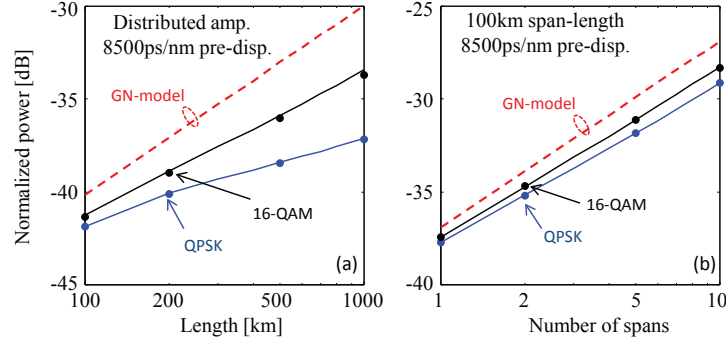 Distributed amp.
8500ps/nm pre-disp.
GN-model
16-QAM
QPSK
(a)
Normalized power [dB]
-30
-35
-40
-45
100
200
500
1000
Length [km]
100km span-length
8500ps/nm pre-disp.
GN-model
16-QAM
QPSK
(b)
-25
-30
-35
-40
1
2
5
10
Number of spans